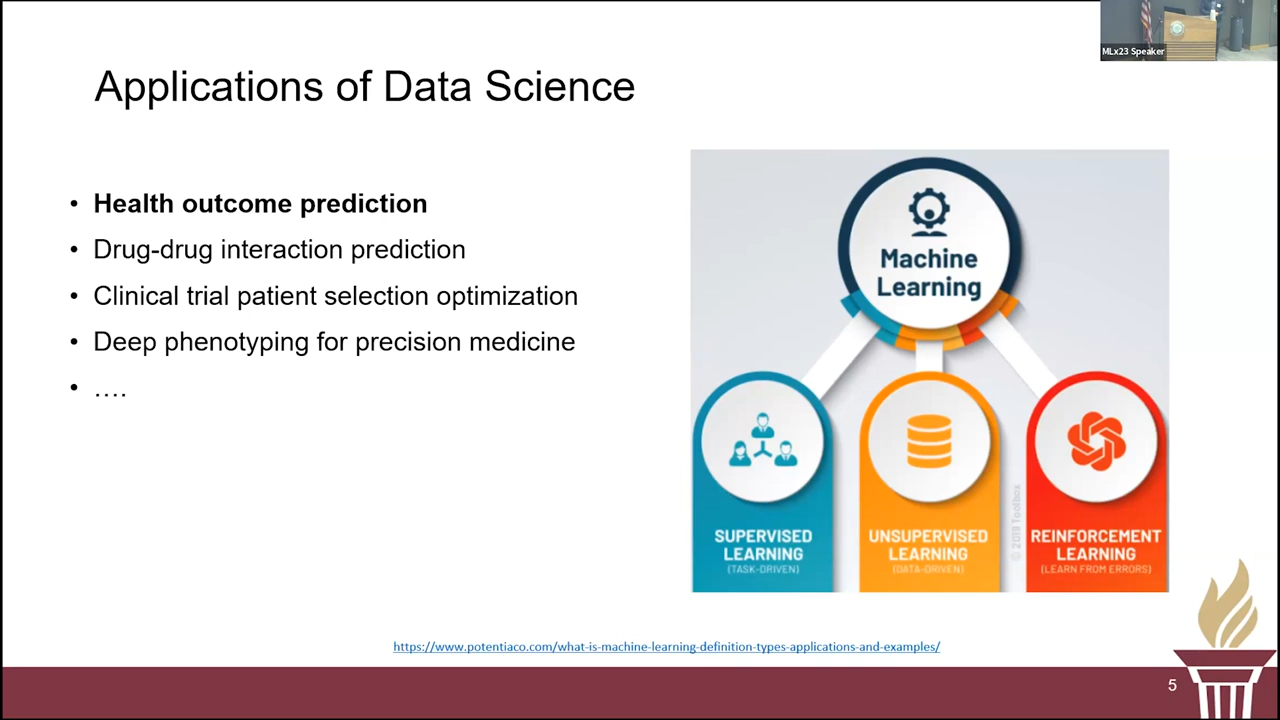 MLx23 Speaker
Applications of Data Science
• Health outcome prediction
• Drug-drug interaction prediction
• Clinical trial patient selection optimization
• Deep phenotyping for precision medicine
• ….
Machine
Learning
SUPERVISED
LEARNING
(TASK-DRIVEN)
UNSUPERVISED
LEARNING
(DATA-DRIVEN)
REINFORCEMENT
LEARNING
(LEARN FROM ERRORS)
© 2019 Toolbox
https://www.potentiaco.com/what-is-machine-learning-definition-types-applications-and-examples/
5